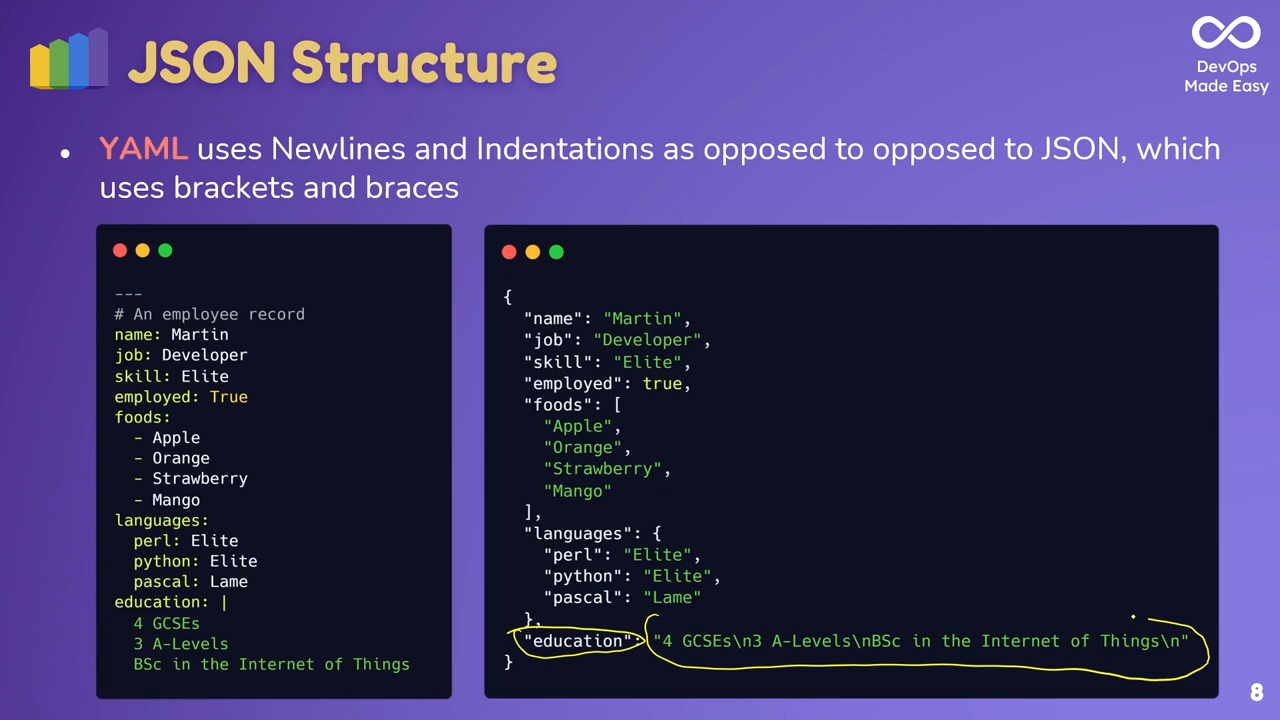 JSON Structure
DevOps
Made Easy
• YAML uses Newlines and Indentations as opposed to opposed to JSON, which
uses brackets and braces
---
# An employee record
name: Martin
job: Developer
skill: Elite
employed: True
foods:
  - Apple
  - Orange
  - Strawberry
  - Mango
languages:
  perl: Elite
  python: Elite
  pascal: Lame
education: |
  4 GCSEs
  3 A-Levels
  BSc in the Internet of Things
{
  "name": "Martin",
  "job": "Developer",
  "skill": "Elite",
  "employed": true,
  "foods": [
    "Apple",
    "Orange",
    "Strawberry",
    "Mango"
  ],
  "languages": {
    "perl": "Elite",
    "python": "Elite",
    "pascal": "Lame"
  },
  "education": "4 GCSEs\n3 A-Levels\nBSc in the Internet of Things\n"
}
8